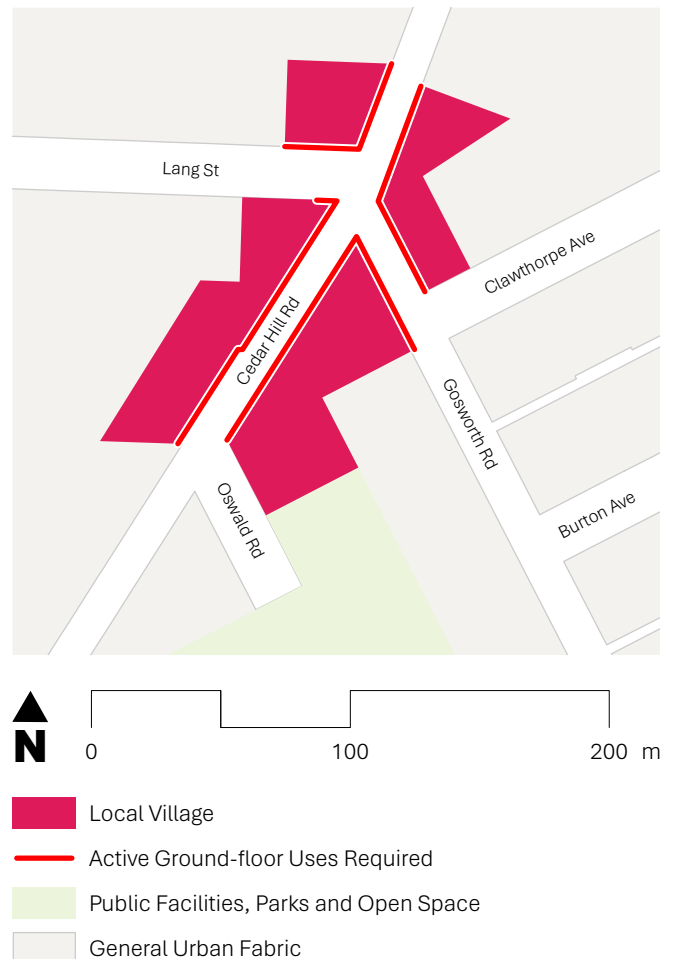 Lang St
Clawthorpe Ave
Cedar Hill Rd
Gosworth Rd
Oswald Rd
Burton Ave
N
0 100 200 m
Local Village
Active Ground-floor Uses Required
Public Facilities, Parks and Open Space
General Urban Fabric